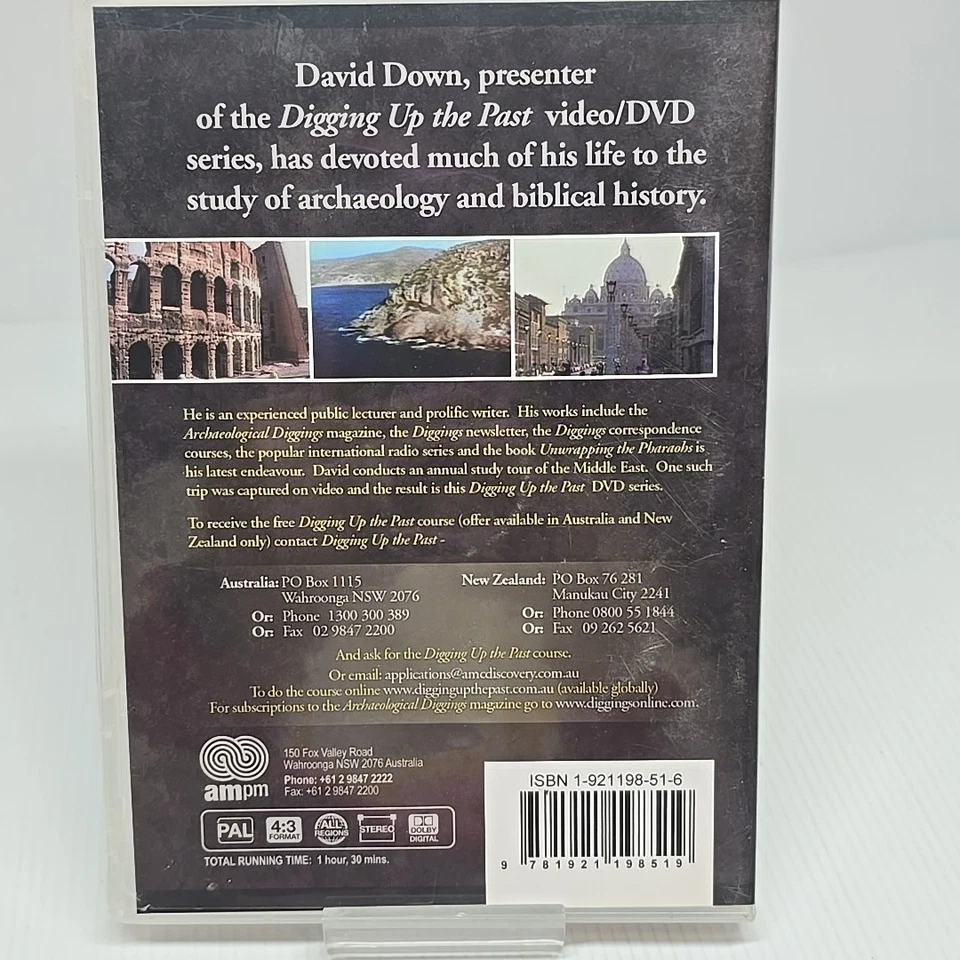 David Down, presenter
of the Digging Up the Past video/DVD
series, has devoted much of his life to the
study of archaeology and biblical history.
He is an experienced public lecturer and prolific writer. His works include the
Archaeological Diggings magazine, the Diggings newsletter, the Diggings correspondence
courses, the popular international radio series and the book Unwrapping the Pharaohs is
his latest endeavour. David conducts an annual study tour of the Middle East. One such
trip was captured on video and the result is this Digging Up the Past DVD series.
To receive the free Digging Up the Past course (offer available in Australia and New
Zealand only) contact Digging Up the Past -
Australia: PO Box 1115
Wahroonga NSW 2076
Or: Phone 1300 300 389
Or: Fax 02 9847 2200
New Zealand: PO Box 76 281
Manukau City 2241
Or: Phone 0800 55 1844
Or: Fax 09 262 5621
And ask for the Digging Up the Past course.
Or email: applications@amcdiscovery.com.au
To do the course online www.diggingupthepast.com.au (available globally)
For subscriptions to the Archaeological Diggings magazine go to www.diggingsonline.com.
ampm
150 Fox Valley Road
Wahroonga NSW 2076 Australia
Phone: +61 2 9847 2222
Fax: +61 2 9847 2200
PAL
4:3 FORMAT
ALL REGIONS
STEREO
DOLBY DIGITAL
TOTAL RUNNING TIME: 1 hour, 30 mins.
ISBN 1-921198-51-6
9 781921 198519